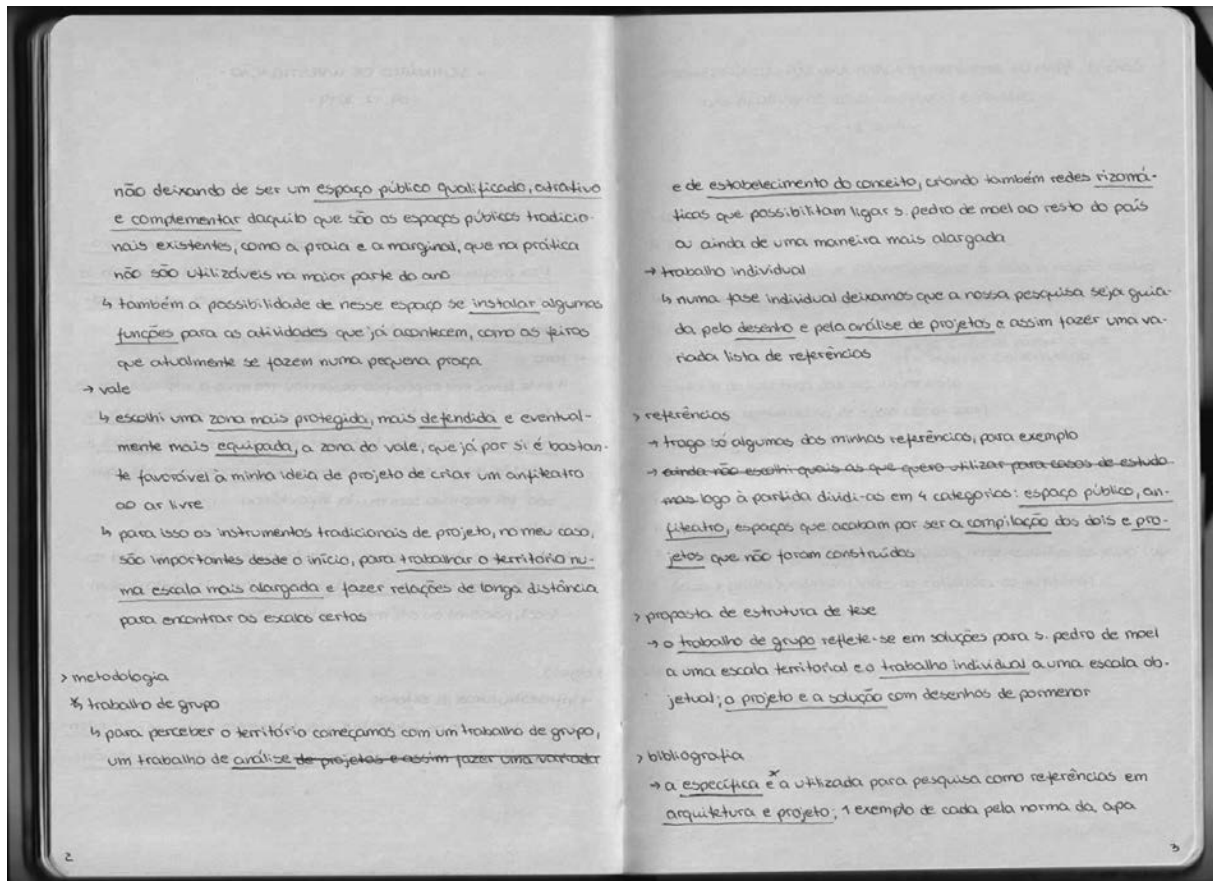 não deixando de ser um espaço público qualificado, atrativo
e complementar daquilo que são os espaços públicos tradicio-
nais existentes, como a praia e a marginal, que na prática
não são utilizáveis na maior parte do ano
↳ também a possibilidade de nesse espaço se instalar algumas
funções para as atividades que já acontecem, como as feiras
que atualmente se fazem numa pequena praça
→ vale
↳ escolhi uma zona mais protegida, mais defendida e eventual-
mente mais equipada, a zona do vale, que já por si é bastan-
te favorável à minha ideia de projeto de criar um anfiteatro
ao ar livre
↳ para isso os instrumentos tradicionais de projeto, no meu caso,
são importantes desde o início, para trabalhar o território nu-
ma escala mais alargada e fazer relações de longa distância
para encontrar as escalas certas
> metodologia
→ trabalho de grupo
↳ para perceber o território começamos com um trabalho de grupo,
um trabalho de análise de projetos e assim fazer uma variada
2
e de estabelecimento do conceito, criando também redes rizomá-
ticas que possibilitam ligar s. pedro de moel ao resto do país
ou ainda de uma maneira mais alargada
→ trabalho individual
↳ numa fase individual deixamos que a nossa pesquisa seja guia-
da pelo desenho e pela análise de projetos e assim fazer uma va-
riada lista de referências
> referências
→ trago só algumas das minhas referências, para exemplo
→ ainda não escolhi quais as que quero utilizar para casos de estudo
mas logo à partida dividi-as em 4 categorias: espaço público, an-
fiteatro, espaços que acabam por ser a compilação dos dois e pro-
jetos que não foram construídos
> proposta de estrutura de tese
→ o trabalho de grupo reflete-se em soluções para s. pedro de moel
a uma escala territorial e o trabalho individual a uma escala ob-
jetual; o projeto e a solução com desenhos de pormenor
> bibliografia
→ a específica e a utilizada para pesquisa como referências em
arquitetura e projeto; 1 exemplo de cada pela norma da apa
3